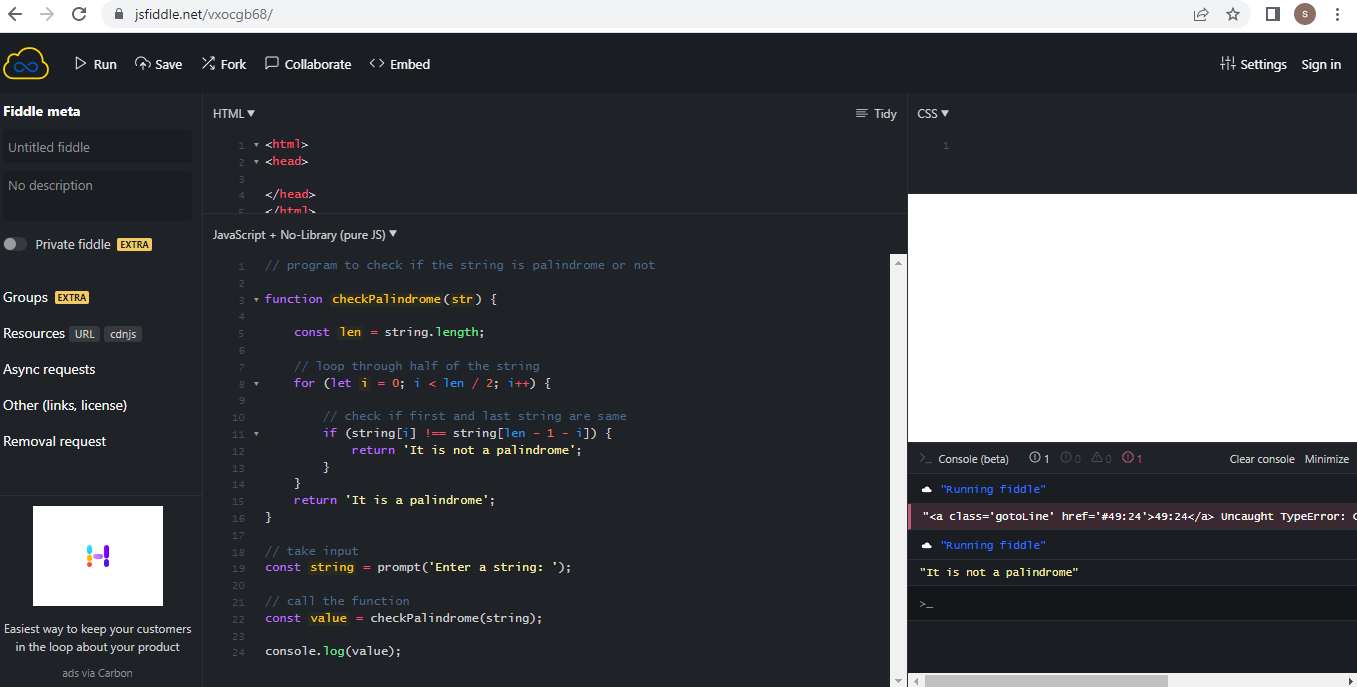 jsfiddle.net/vxocgb68/
S
Run Save Fork Collaborate Embed Settings Sign in
Fiddle meta
Untitled fiddle
No description
Private fiddle EXTRA
Groups EXTRA
Resources URL cdnjs
Async requests
Other (links, license)
Removal request
Easiest way to keep your customers
in the loop about your product
ads via Carbon
HTML Tidy
1 <html>
2 <head>
3
4 </head>
5 </html>
JavaScript + No-Library (pure JS)
1 // program to check if the string is palindrome or not
2
3 function checkPalindrome(str) {
4
5 const len = string.length;
6
7 // loop through half of the string
8 for (let i = 0; i < len / 2; i++) {
9
10 // check if first and last string are same
11 if (string[i] !== string[len - 1 - i]) {
12 return 'It is not a palindrome';
13 }
14 }
15 return 'It is a palindrome';
16 }
17
18 // take input
19 const string = prompt('Enter a string: ');
20
21 // call the function
22 const value = checkPalindrome(string);
23
24 console.log(value);
CSS
1
>_ Console (beta) 1 0 0 1 Clear console Minimize
"Running fiddle"
"<a class='gotoLine' href='#49:24'>49:24</a> Uncaught TypeError:
"Running fiddle"
"It is not a palindrome"
>_